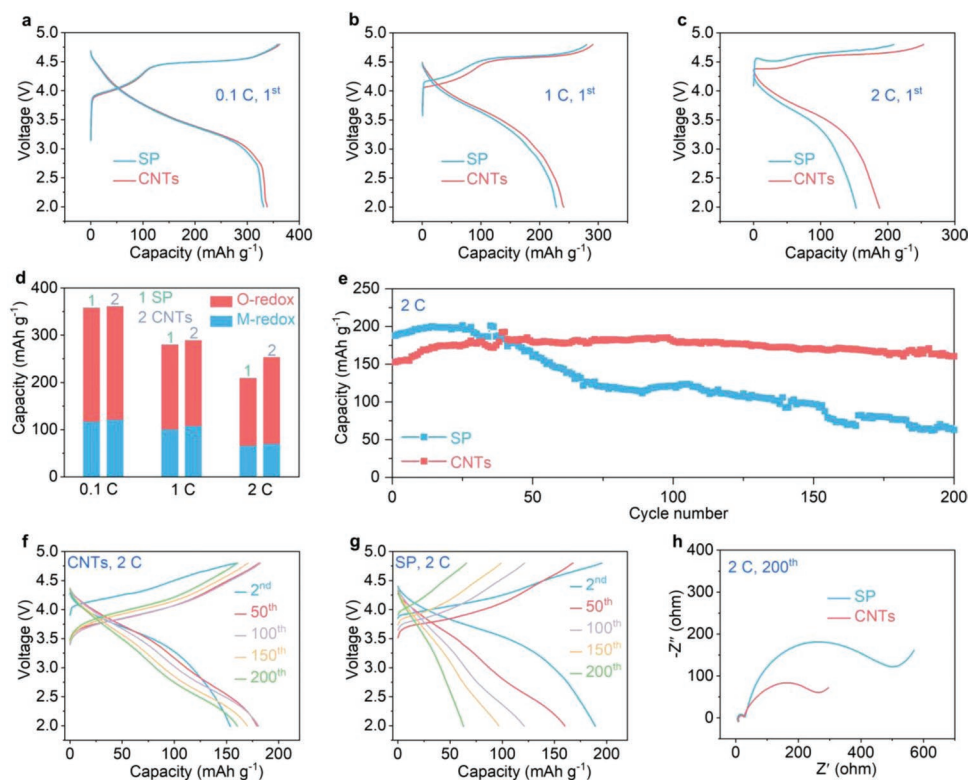 a
5.0
4.5
4.0
3.5
3.0
2.5
2.0
Voltage (V)
0.1 C, 1st
SP
CNTs
0 100 200 300 400
Capacity (mAh g-1)
b
5.0
4.5
4.0
3.5
3.0
2.5
2.0
Voltage (V)
1 C, 1st
SP
CNTs
0 100 200 300
Capacity (mAh g-1)
c
5.0
4.5
4.0
3.5
3.0
2.5
2.0
Voltage (V)
2 C, 1st
SP
CNTs
0 100 200 300
Capacity (mAh g-1)
d
400
300
200
100
0
Capacity (mAh g-1)
1 2
1 SP
2 CNTs
O-redox
M-redox
1 2
1 2
0.1 C 1 C 2 C
e
250
200
150
100
50
0
Capacity (mAh g-1)
2 C
SP
CNTs
0 50 100 150 200
Cycle number
f
5.0
4.5
4.0
3.5
3.0
2.5
2.0
Voltage (V)
CNTs, 2 C
2nd
50th
100th
150th
200th
0 50 100 150 200
Capacity (mAh g-1)
g
5.0
4.5
4.0
3.5
3.0
2.5
2.0
Voltage (V)
SP, 2 C
2nd
50th
100th
150th
200th
0 50 100 150 200
Capacity (mAh g-1)
h
-400
300
200
100
0
-Z″ (ohm)
2 C, 200th
SP
CNTs
0 200 400 600 800
Z′ (ohm)